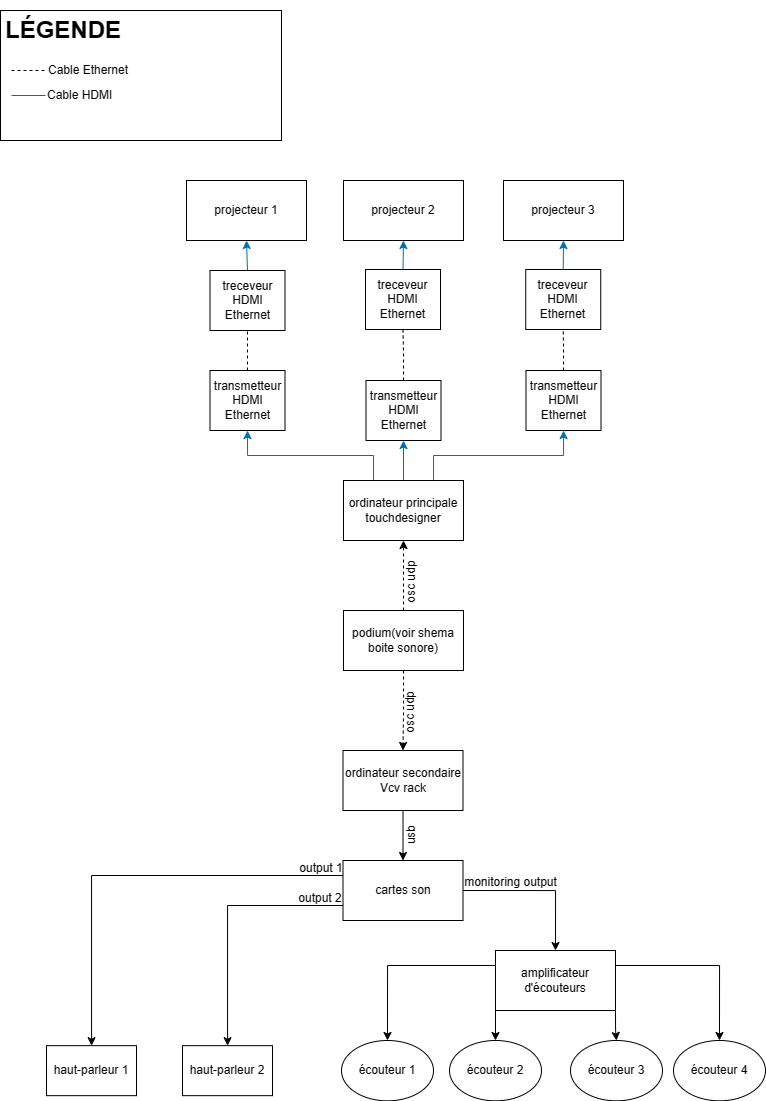 LÉGENDE
Cable Ethernet
Cable HDMI
projecteur 1
projecteur 2
projecteur 3
treceveur
HDMI
Ethernet
treceveur
HDMI
Ethernet
treceveur
HDMI
Ethernet
transmetteur
HDMI
Ethernet
transmetteur
HDMI
Ethernet
transmetteur
HDMI
Ethernet
ordinateur principale
touchdesigner
osc udp
podium(voir shema
boite sonore)
osc udp
ordinateur secondaire
Vcv rack
usb
output 1
output 2
cartes son
monitoring output
amplificateur
d'écouteurs
haut-parleur 1
haut-parleur 2
écouteur 1
écouteur 2
écouteur 3
écouteur 4